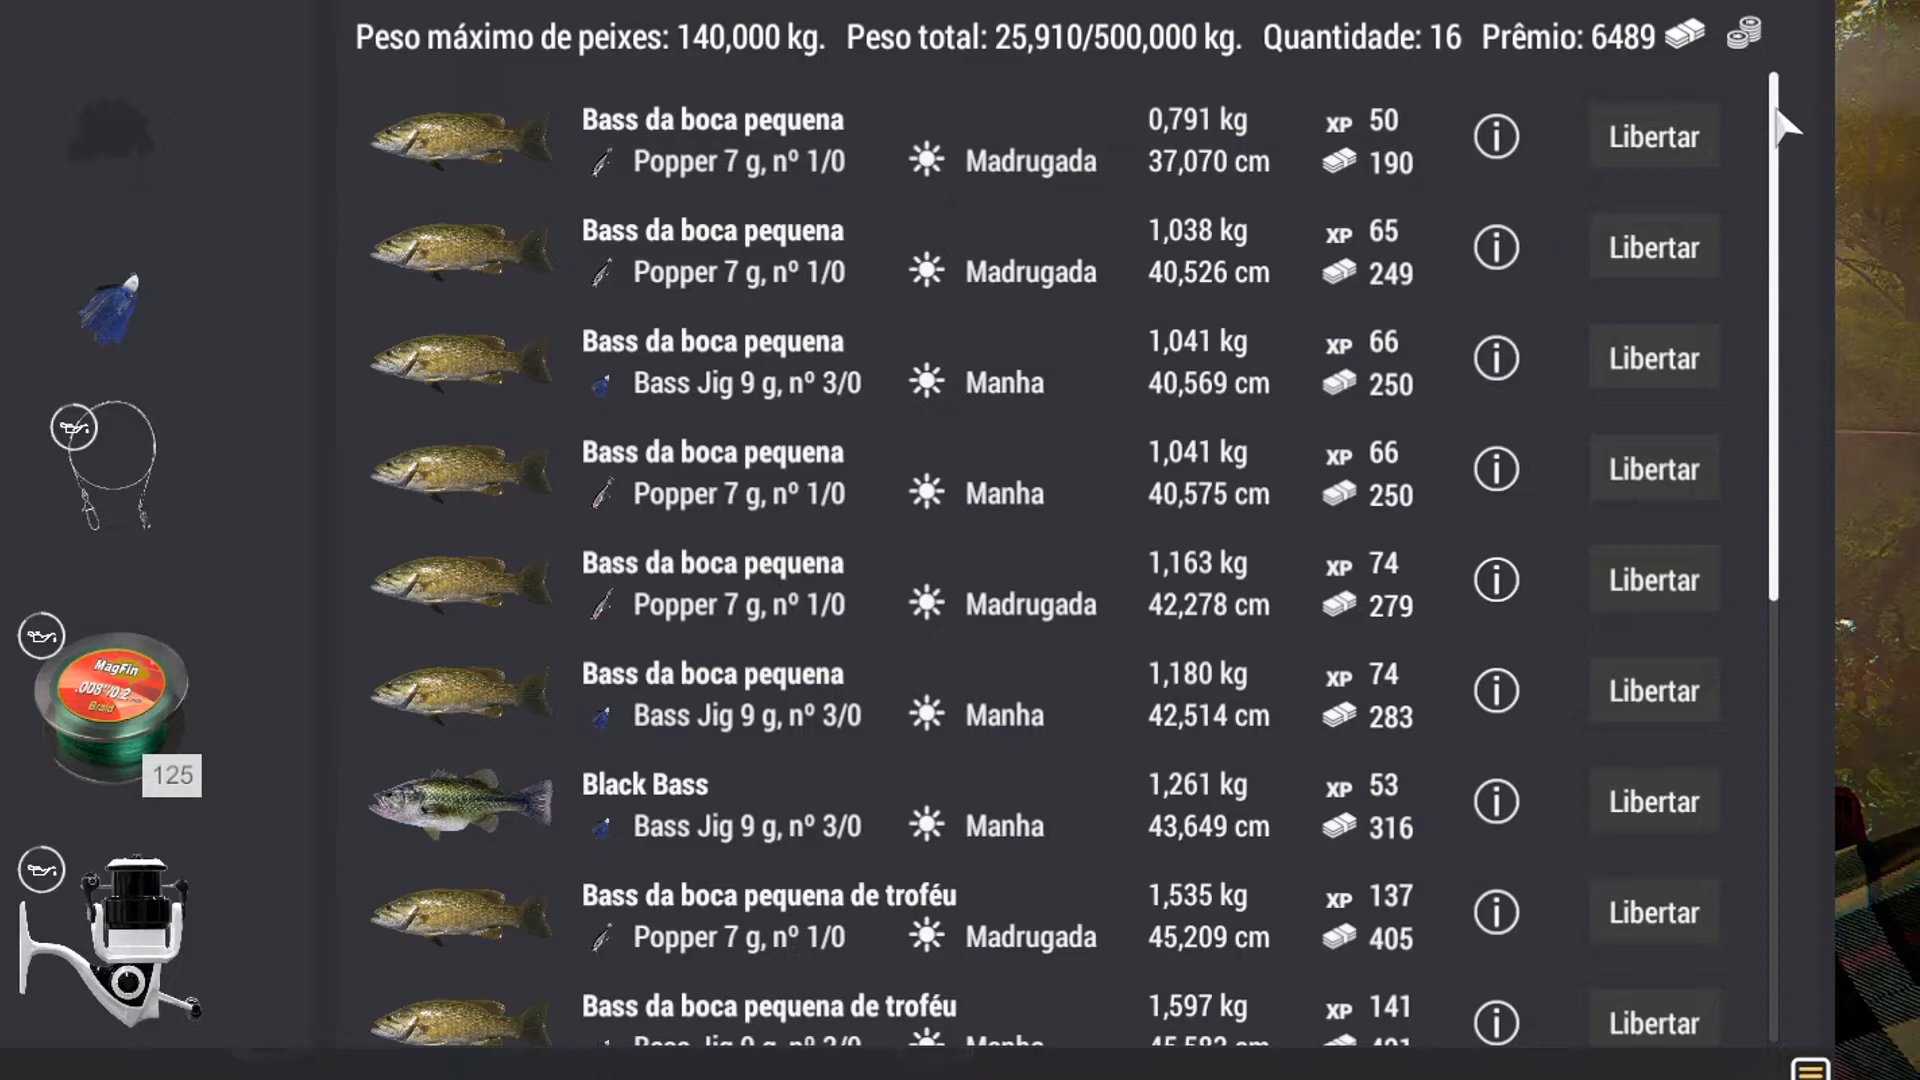 Peso máximo de peixes: 140,000 kg. Peso total: 25,910/500,000 kg. Quantidade: 16 Prêmio: 6489
Bass da boca pequena 0,791 kg XP 50
Popper 7 g, nº 1/0 Madrugada 37,070 cm 190 Libertar
Bass da boca pequena 1,038 kg XP 65
Popper 7 g, nº 1/0 Madrugada 40,526 cm 249 Libertar
Bass da boca pequena 1,041 kg XP 66
Bass Jig 9 g, nº 3/0 Manha 40,569 cm 250 Libertar
Bass da boca pequena 1,041 kg XP 66
Popper 7 g, nº 1/0 Manha 40,575 cm 250 Libertar
Bass da boca pequena 1,163 kg XP 74
Popper 7 g, nº 1/0 Madrugada 42,278 cm 279 Libertar
Bass da boca pequena 1,180 kg XP 74
Bass Jig 9 g, nº 3/0 Manha 42,514 cm 283 Libertar
Black Bass 1,261 kg XP 53
Bass Jig 9 g, nº 3/0 Manha 43,649 cm 316 Libertar
Bass da boca pequena de troféu 1,535 kg XP 137
Popper 7 g, nº 1/0 Madrugada 45,209 cm 405 Libertar
Bass da boca pequena de troféu 1,597 kg XP 141
Libertar
MagFin
.008"/0.2
Braid
125